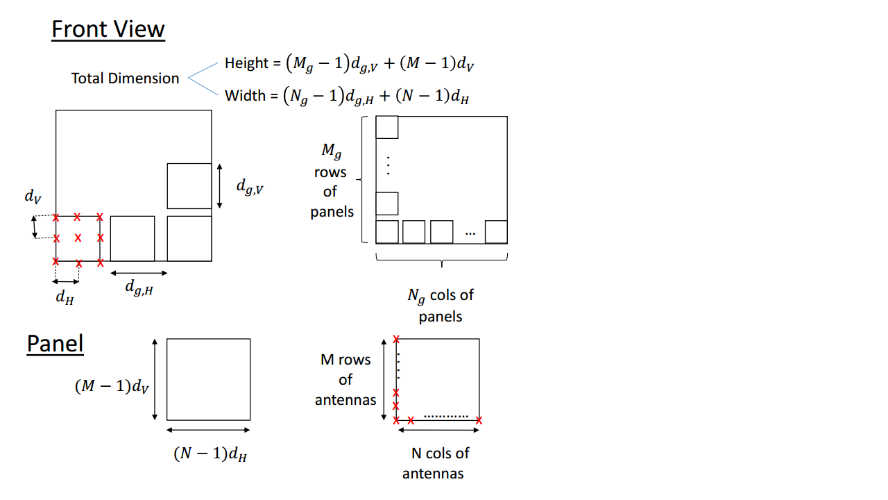 Front View
Total Dimension
Height = (M_g − 1)d_{g,V} + (M − 1)d_V
Width = (N_g − 1)d_{g,H} + (N − 1)d_H
M_g
rows
of
panels
d_{g,V}
d_V
...
d_H
d_{g,H}
N_g cols of
panels
Panel
(M − 1)d_V
M rows
of
antennas
(N − 1)d_H
N cols of
antennas